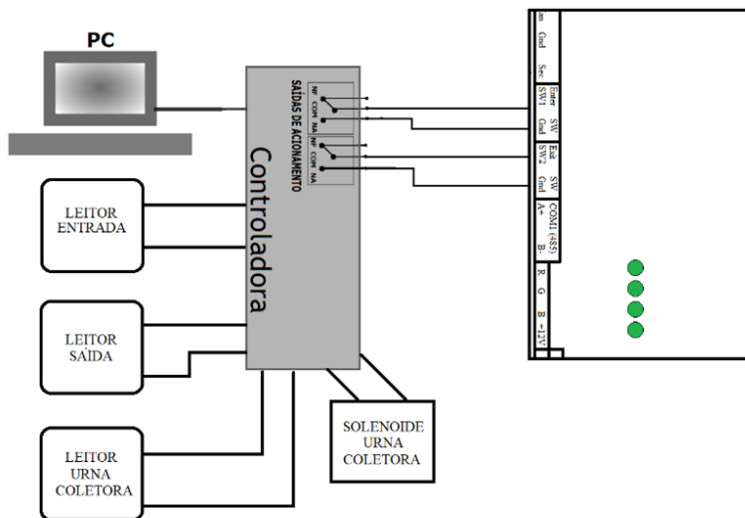 PC
LEITOR
ENTRADA
LEITOR
SAÍDA
LEITOR
URNA
COLETORA
Controladora
SAÍDAS DE ACIONAMENTO
NF COM NA
NF COM NA
SOLENOIDE
URNA
COLETORA
Gnd Sec
Enter SW
SW1 Gnd
Exit SW
SW2 Gnd
COM1 (485)
A+ B-
R G B +12V